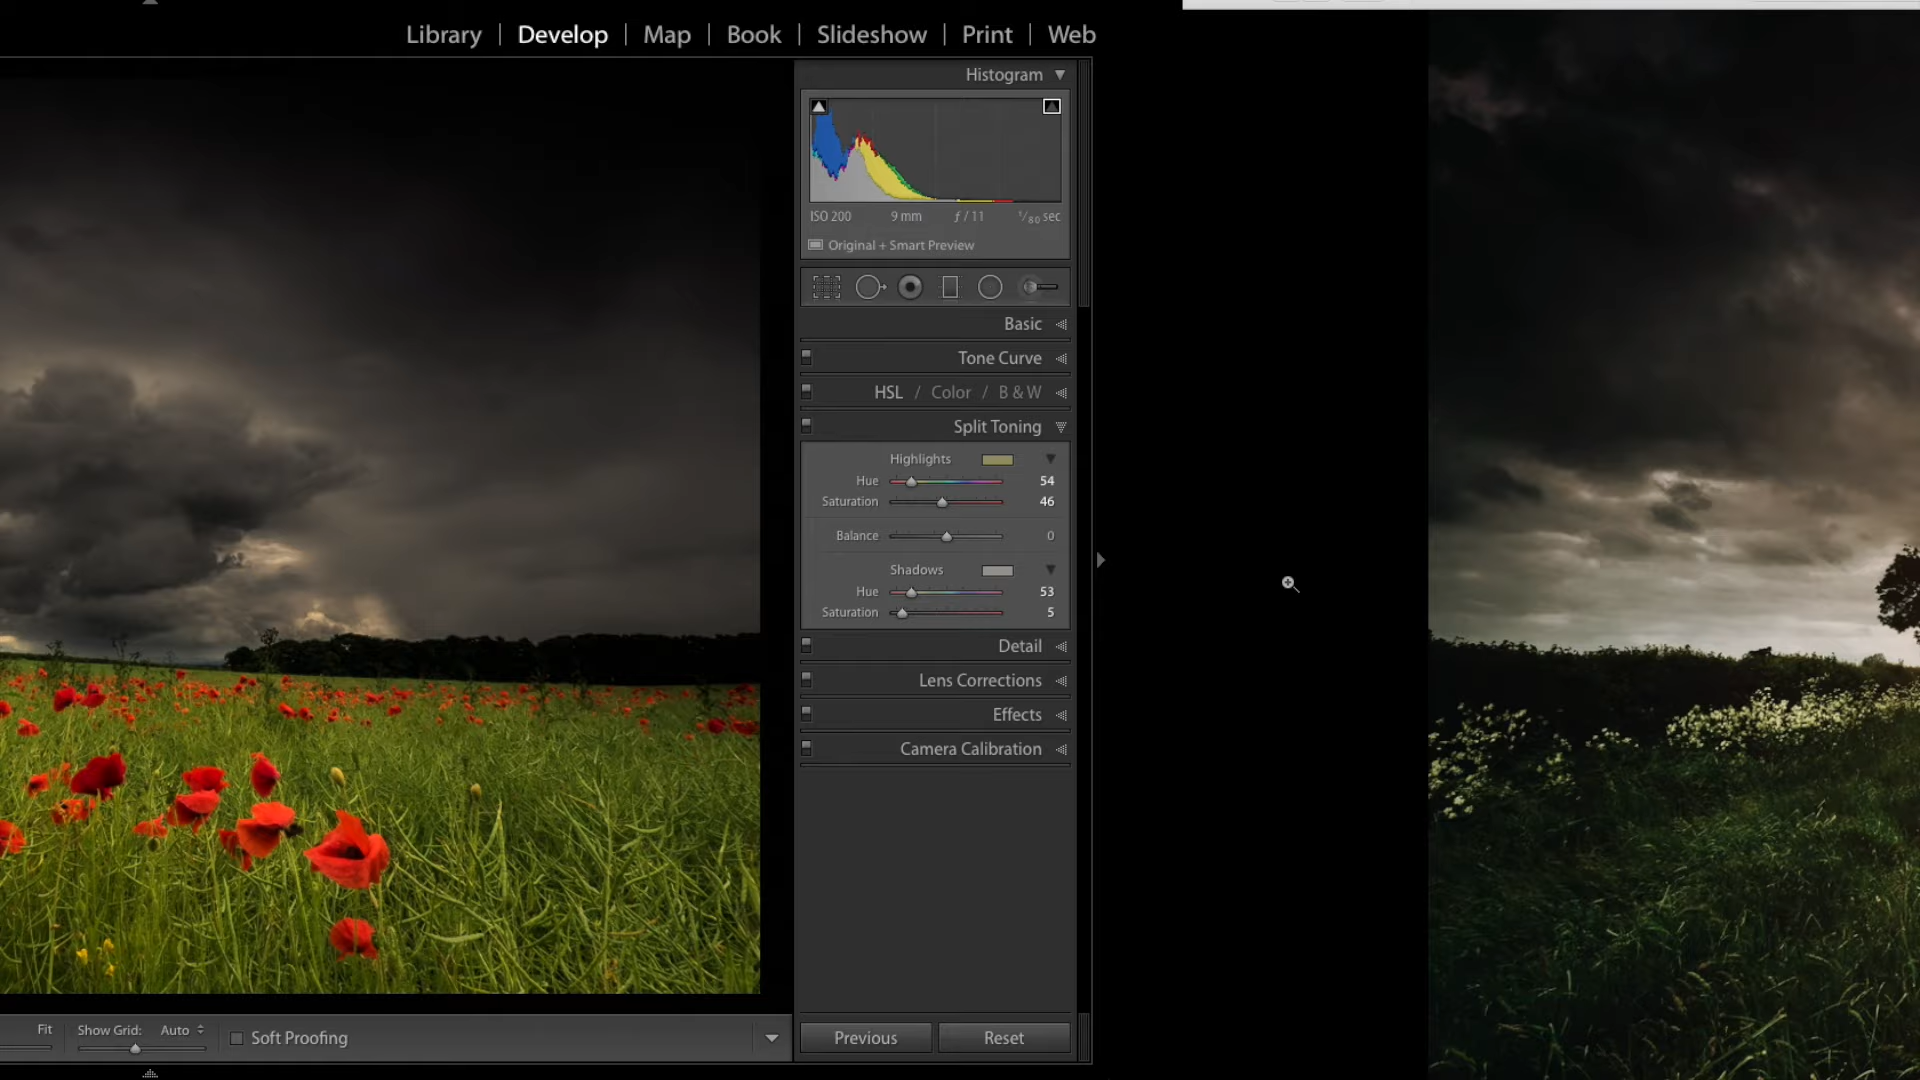 Library | Develop | Map | Book | Slideshow | Print | Web
Histogram
ISO 200 9 mm ƒ / 11 1/80 sec
Original + Smart Preview
Basic
Tone Curve
HSL / Color / B & W
Split Toning
Highlights
Hue 54
Saturation 46
Balance 0
Shadows
Hue 53
Saturation 5
Detail
Lens Corrections
Effects
Camera Calibration
Fit Show Grid: Auto Soft Proofing
Previous Reset